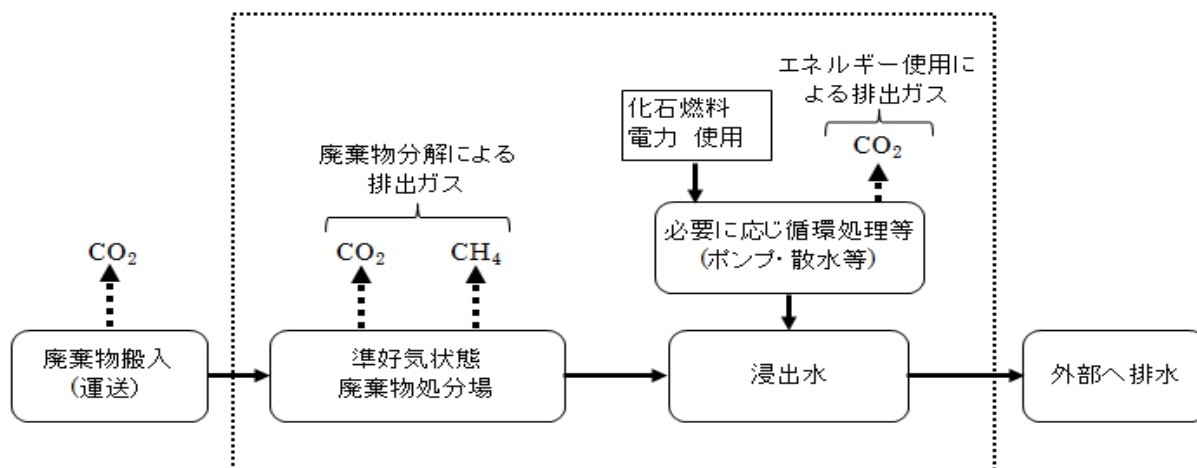 エネルギー使用に
よる排出ガス
化石燃料
電力 使用
CO2
廃棄物分解による
排出ガス
必要に応じ循環処理等
(ポンプ・散水等)
CO2
CO2
CH4
廃棄物搬入
(運送)
準好気状態
廃棄物処分場
浸出水
外部へ排水